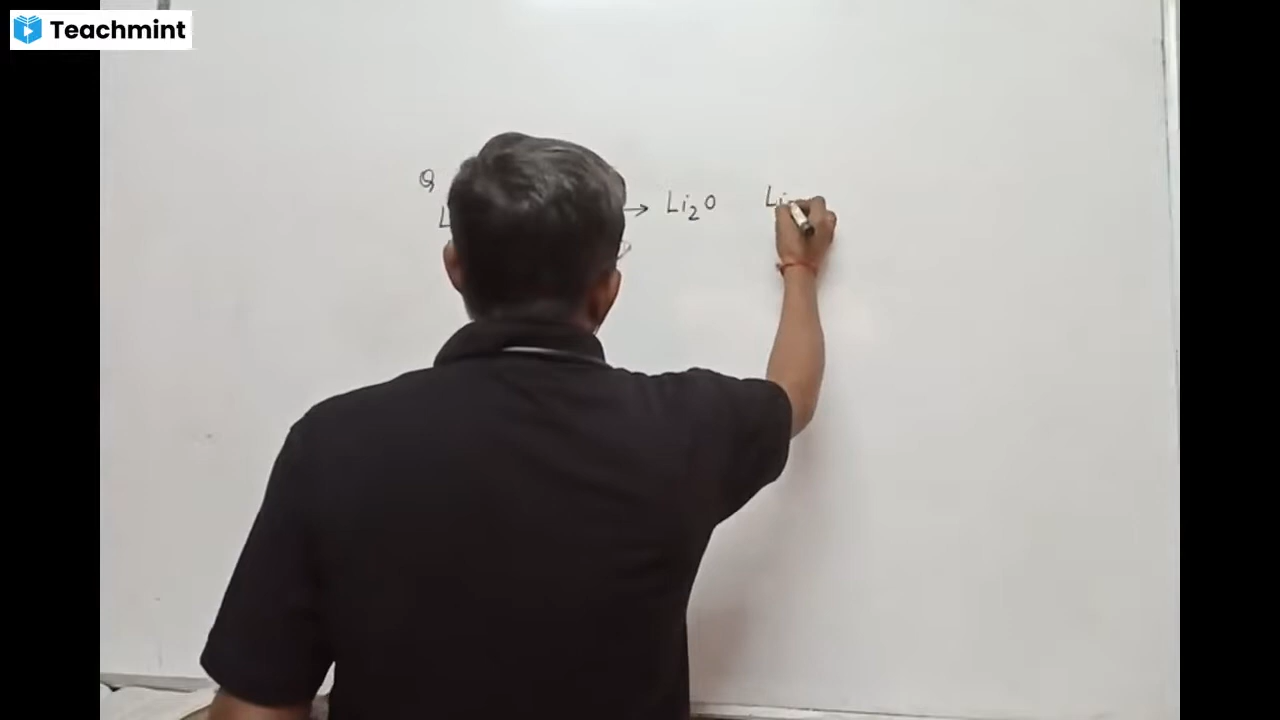 Teachmint
Q
L → Li₂O Li